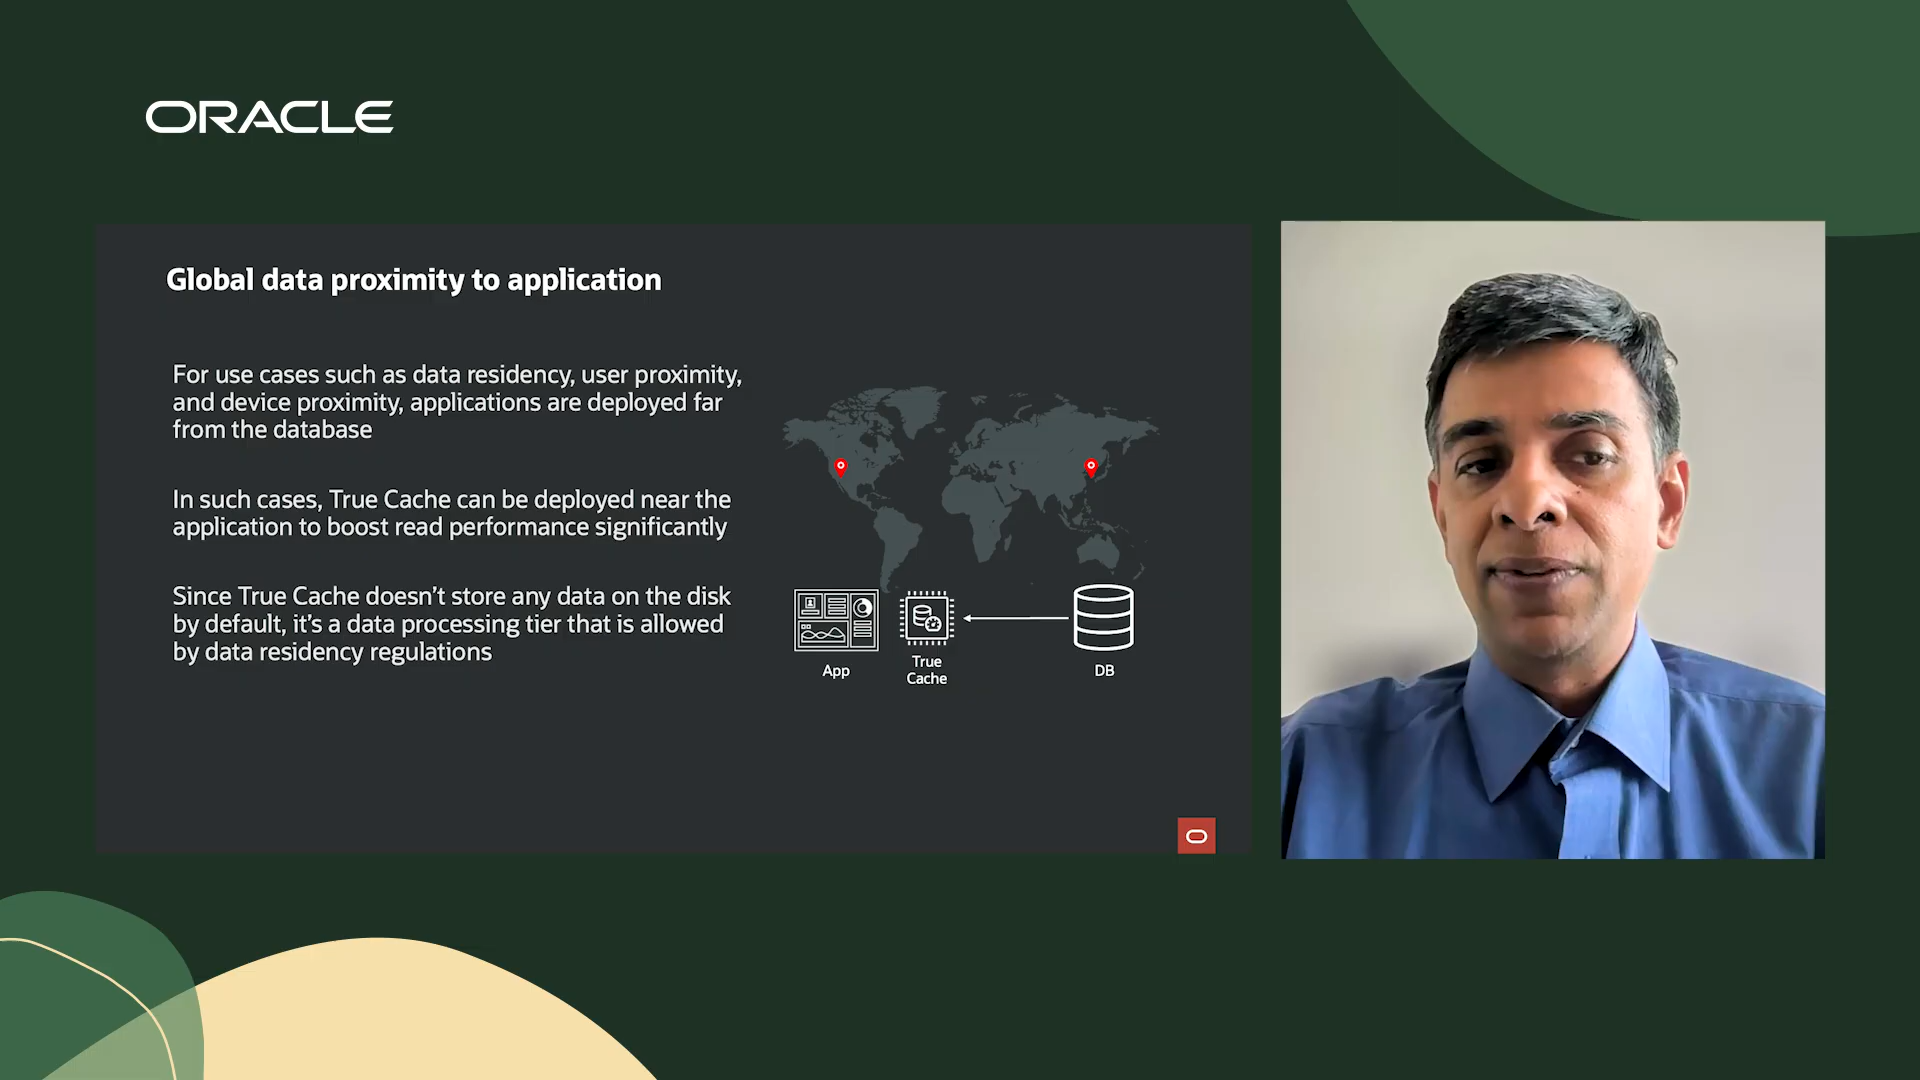 ORACLE
Global data proximity to application
For use cases such as data residency, user proximity,
and device proximity, applications are deployed far
from the database
In such cases, True Cache can be deployed near the
application to boost read performance significantly
Since True Cache doesn't store any data on the disk
by default, it's a data processing tier that is allowed
by data residency regulations
App
True
Cache
DB